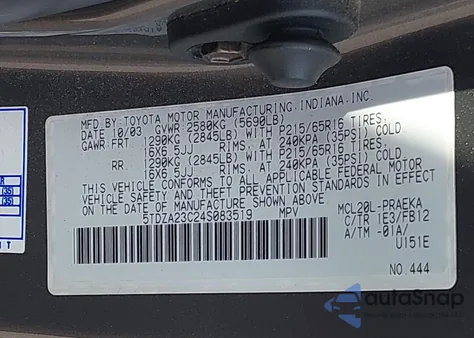 MFD.BY:TOYOTA MOTOR MANUFACTURING,INDIANA,INC.
DATE 10/03 GVWR: 2580KG (5690LB)
GAWR:FRT. 1290KG (2845LB) WITH P215/65R16 TIRES,
16X6.5JJ RIMS, AT 240KPA (35PSI) COLD
RR. 1290KG (2845LB) WITH P215/65R16 TIRES,
16X6.5JJ RIMS, AT 240KPA (35PSI) COLD
THIS VEHICLE CONFORMS TO ALL APPLICABLE FEDERAL MOTOR
VEHICLE SAFETY AND THEFT PREVENTION STANDARDS IN EFFECT
ON THE DATE OF MANUFACTURE SHOWN ABOVE.
5TDZA23C24S083519 MPV
MCL20L-PRAEKA
C/TR 1E3/FB12
A/TM -01A/
U151E
NO.444
autoSnap